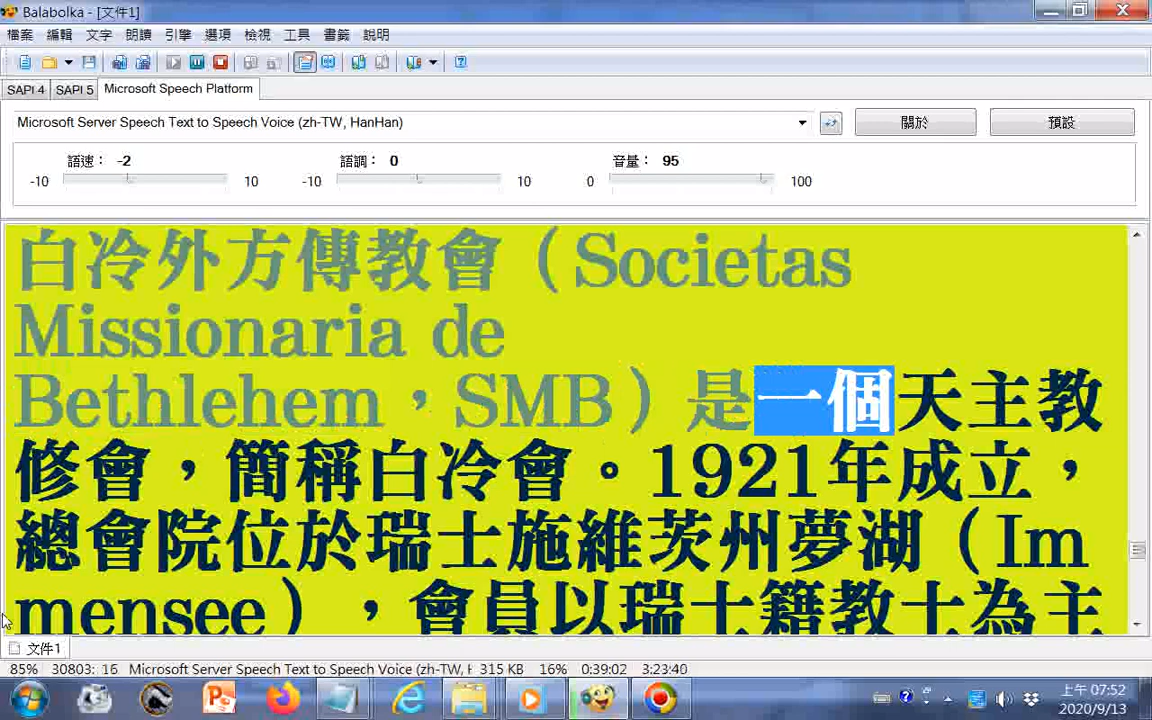 Balabolka - [文件1]
檔案 編輯 文字 朗讀 引擎 選項 檢視 工具 書籤 說明
SAPI 4 SAPI 5 Microsoft Speech Platform
Microsoft Server Speech Text to Speech Voice (zh-TW, HanHan) 關於 預設
語速： -2 語調： 0 音量： 95
-10 10 -10 10 0 100
白冷外方傳教會（Societas
Missionaria de
Bethlehem，SMB）是一個天主教
修會，簡稱白冷會。1921年成立，
總會院位於瑞士施維茨州夢湖（Im
mensee），會員以瑞士籍教士為主
文件1
85% 30803: 16 Microsoft Server Speech Text to Speech Voice (zh-TW, H 315 KB 16% 0:39:02 3:23:40
上午 07:52
2020/9/13